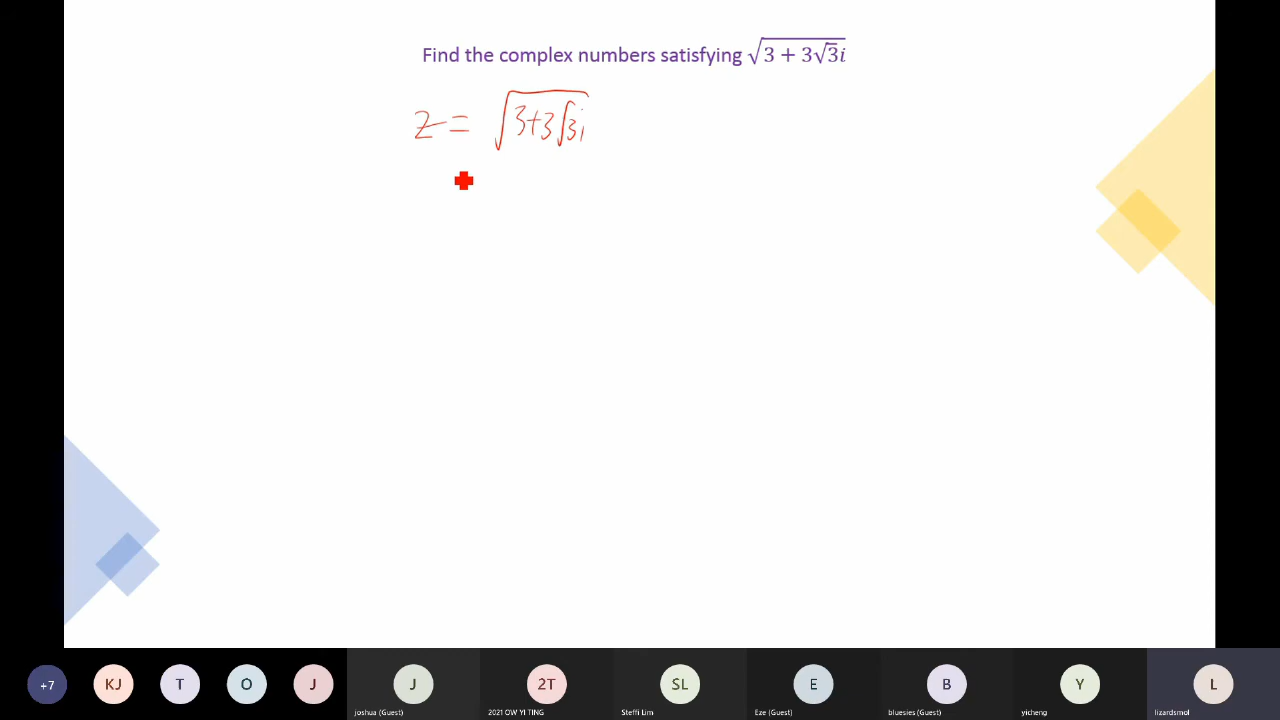 Find the complex numbers satisfying √(3 + 3√3i)
z = √(3+3√3i)
+7 KJ T O J J 2T SL E B Y L
joshua (Guest) 2021 OW YI TING Steffi Lim Eze (Guest) bluesies (Guest) yicheng lizardsmol